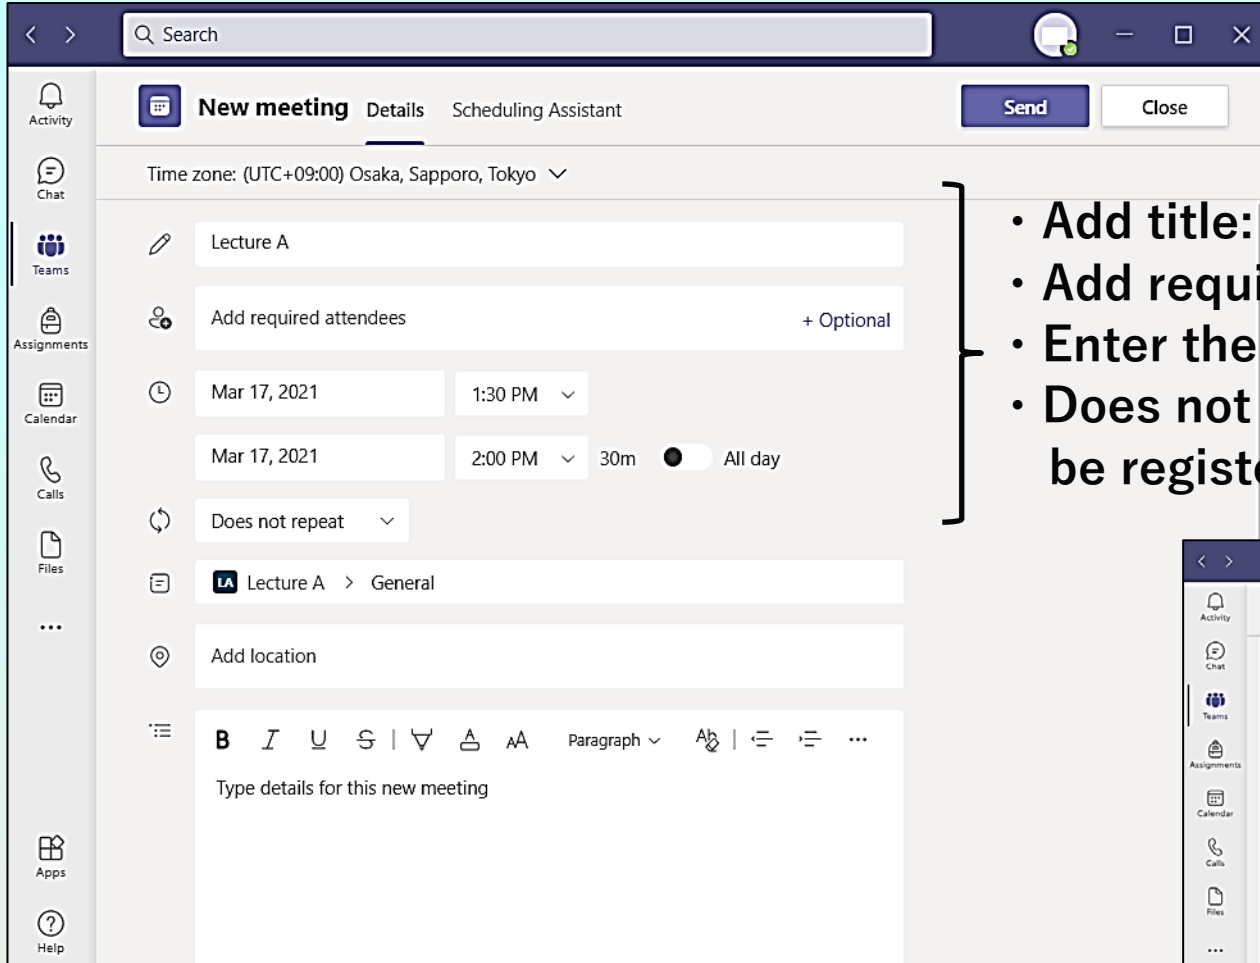 Search
Activity
Chat
Teams
Assignments
Calendar
Calls
Files
Apps
Help
New meeting Details Scheduling Assistant
Send Close
Time zone: (UTC+09:00) Osaka, Sapporo, Tokyo
Lecture A
Add required attendees + Optional
Mar 17, 2021 1:30 PM
Mar 17, 2021 2:00 PM 30m All day
Does not repeat
LA Lecture A > General
Add location
B I U S | A AA Paragraph Ab | ...
Type details for this new meeting
・Add title:
・Add requi
・Enter the
・Does not
be regist
Activity
Chat
Teams
Assignments
Calendar
Calls
Files